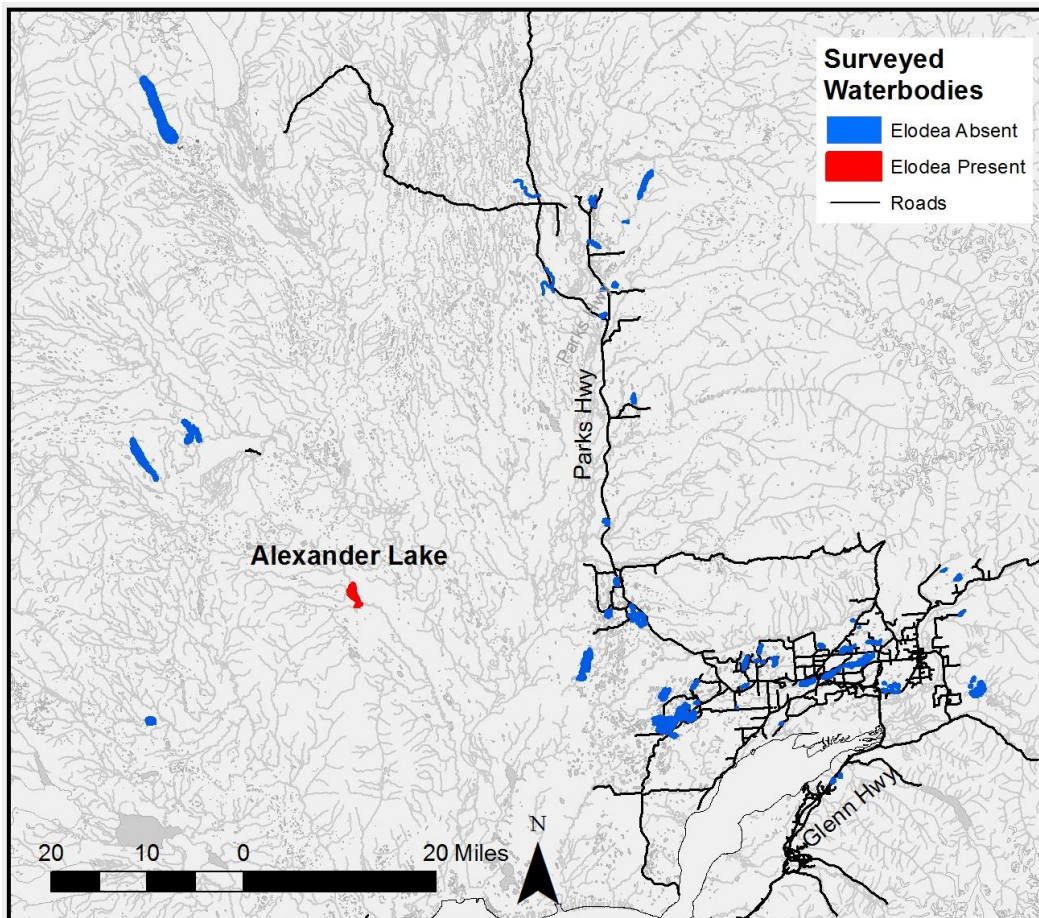 Surveyed
Waterbodies
Elodea Absent
Elodea Present
Roads
Parks Hwy
Parks Hwy
Alexander Lake
Glenn Hwy
N
20 10 0 20 Miles